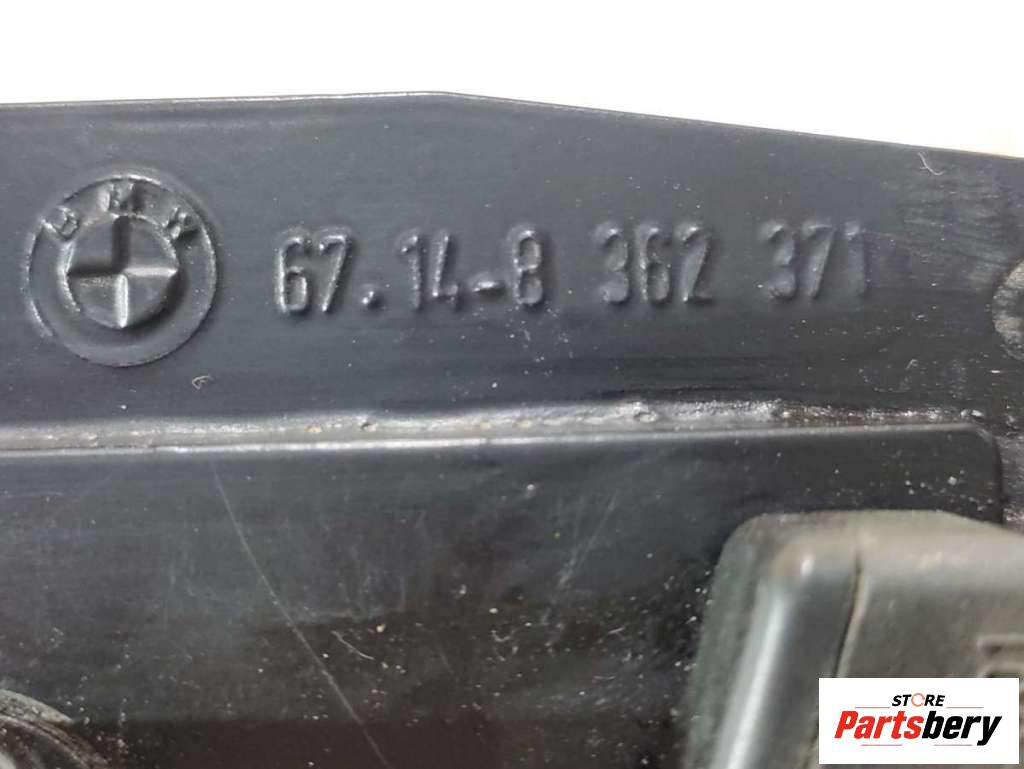 BMW
67.14-8 362 371
STORE
Partsbery